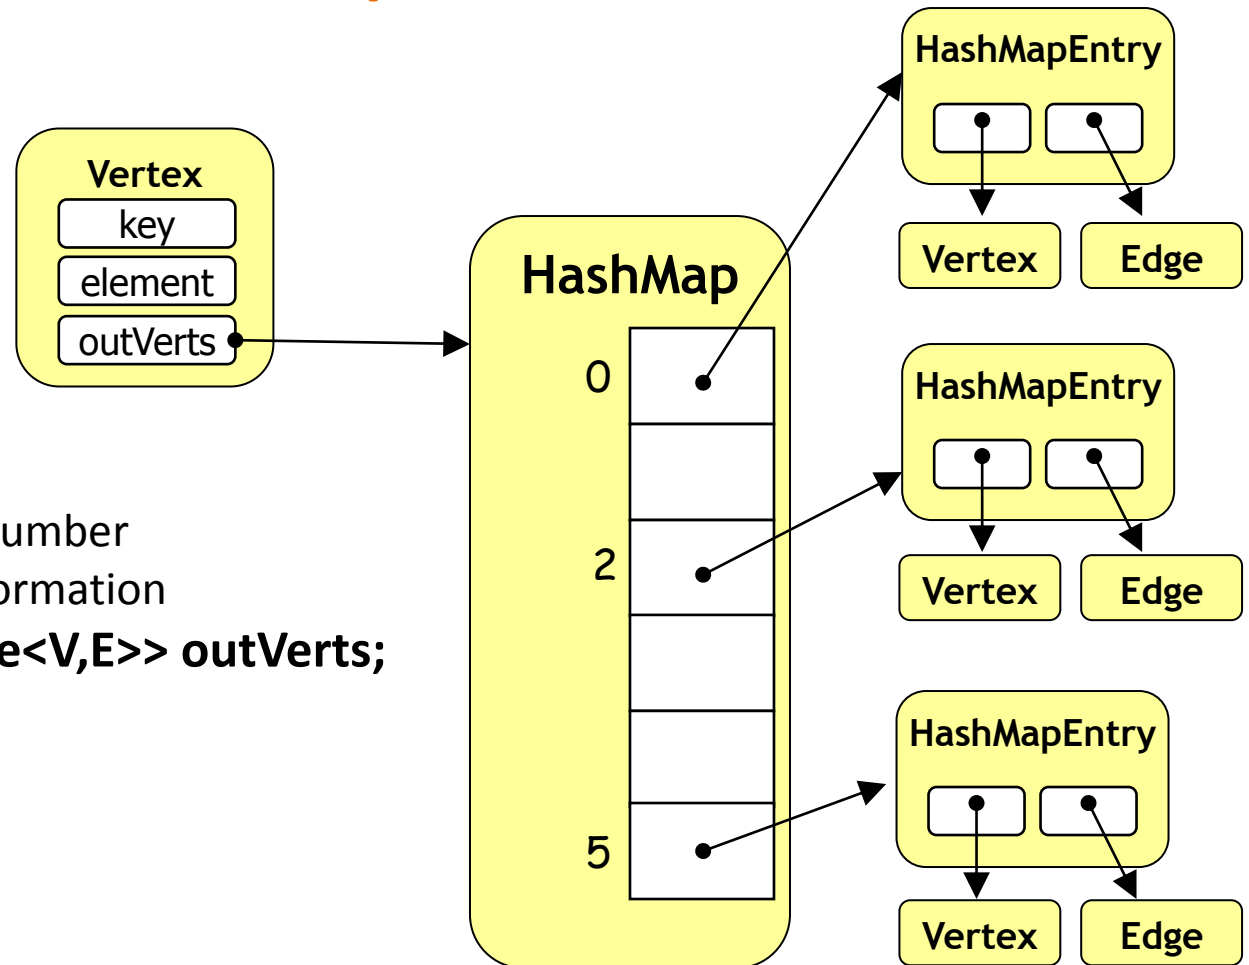 HashMapEntry
Vertex
Edge
Vertex
key
element
outVerts
HashMap
0
2
5
HashMapEntry
Vertex
Edge
umber
ormation
e<V,E>> outVerts;
HashMapEntry
Vertex
Edge